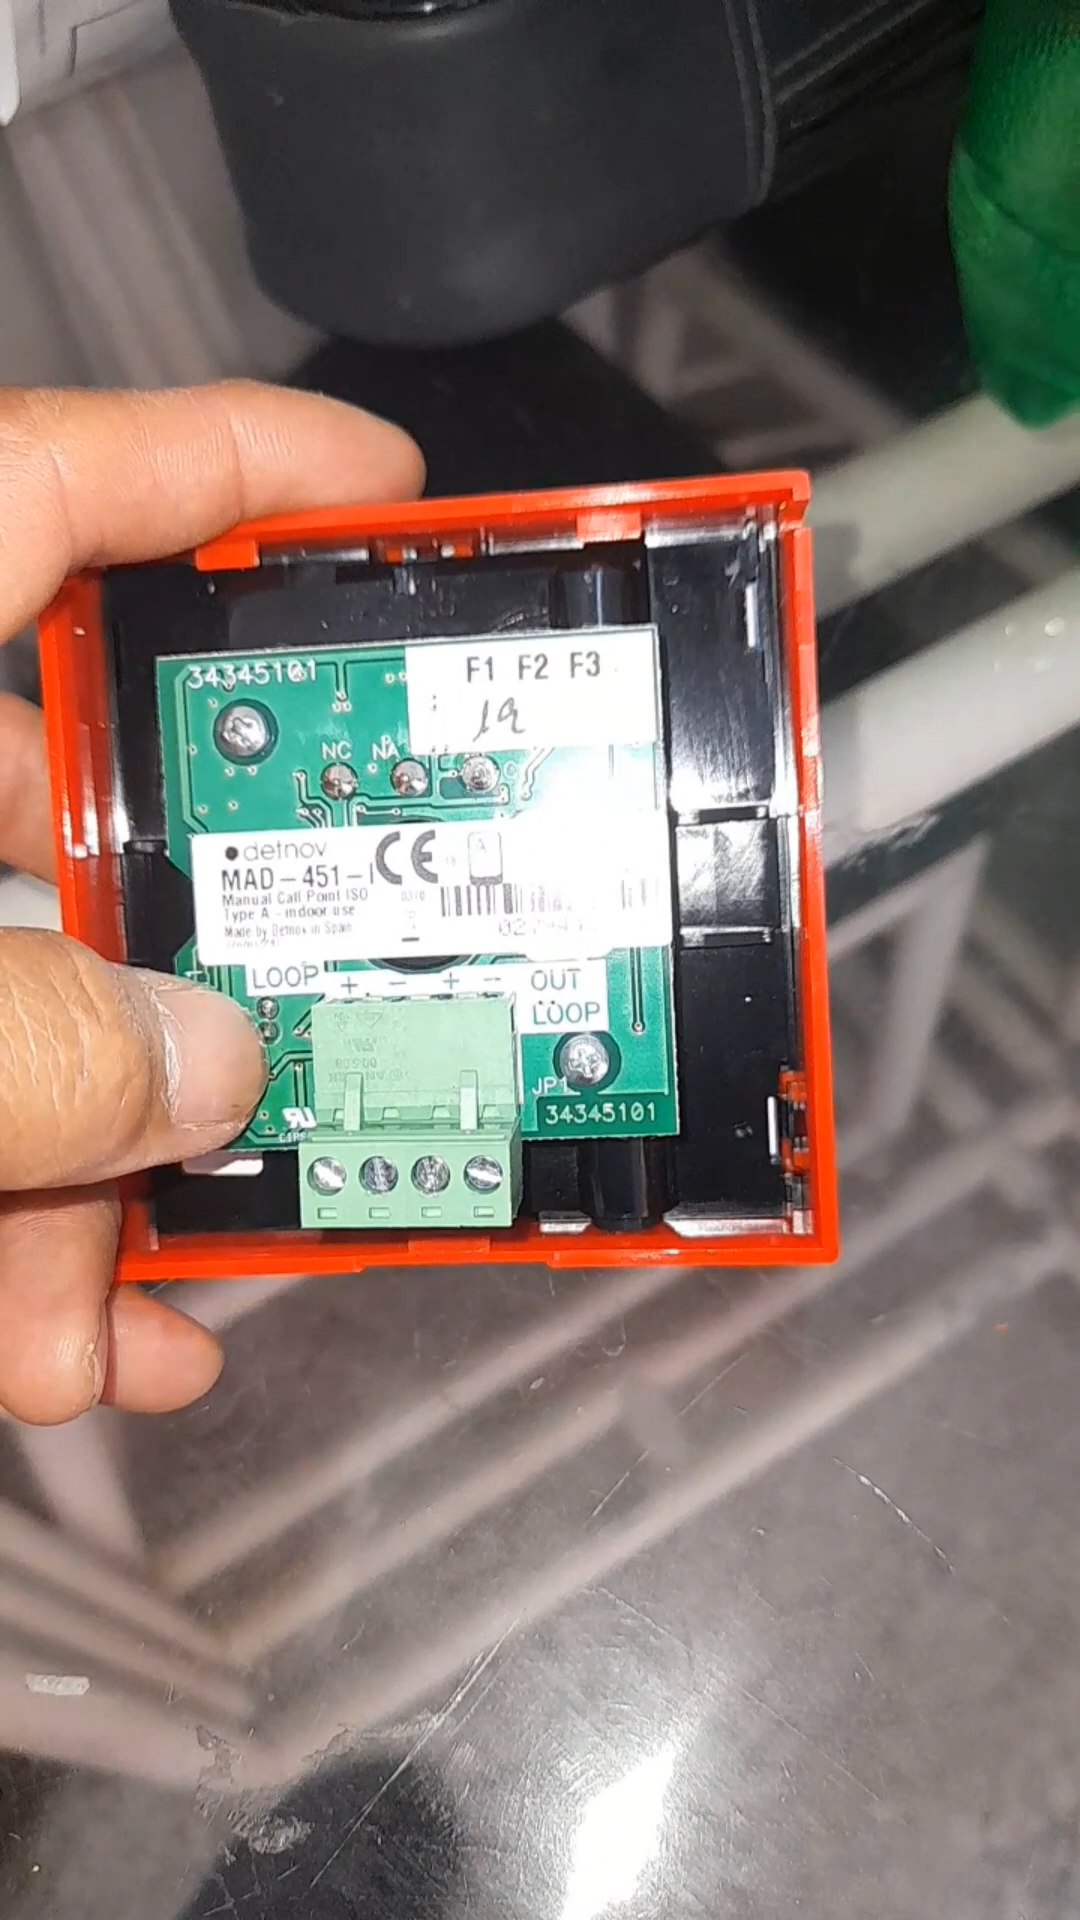 34345101
F1 F2 F3
19
NC NA C
detnov
MAD-451-I
CE
A
Manual Call Point ISO
0370
Type A - indoor use
Made by Detnov in Spain
LOOP + - + - OUT
LOOP
JP1
34345101